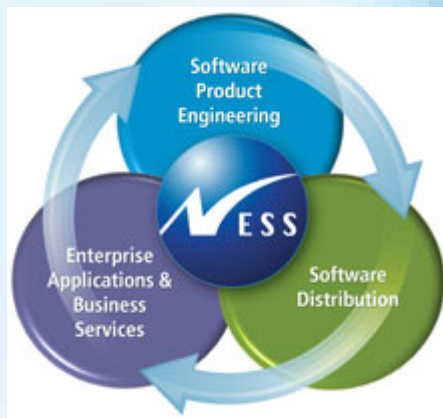 Software
Product
Engineering
NESS
Enterprise
Applications &
Business
Services
Software
Distribution